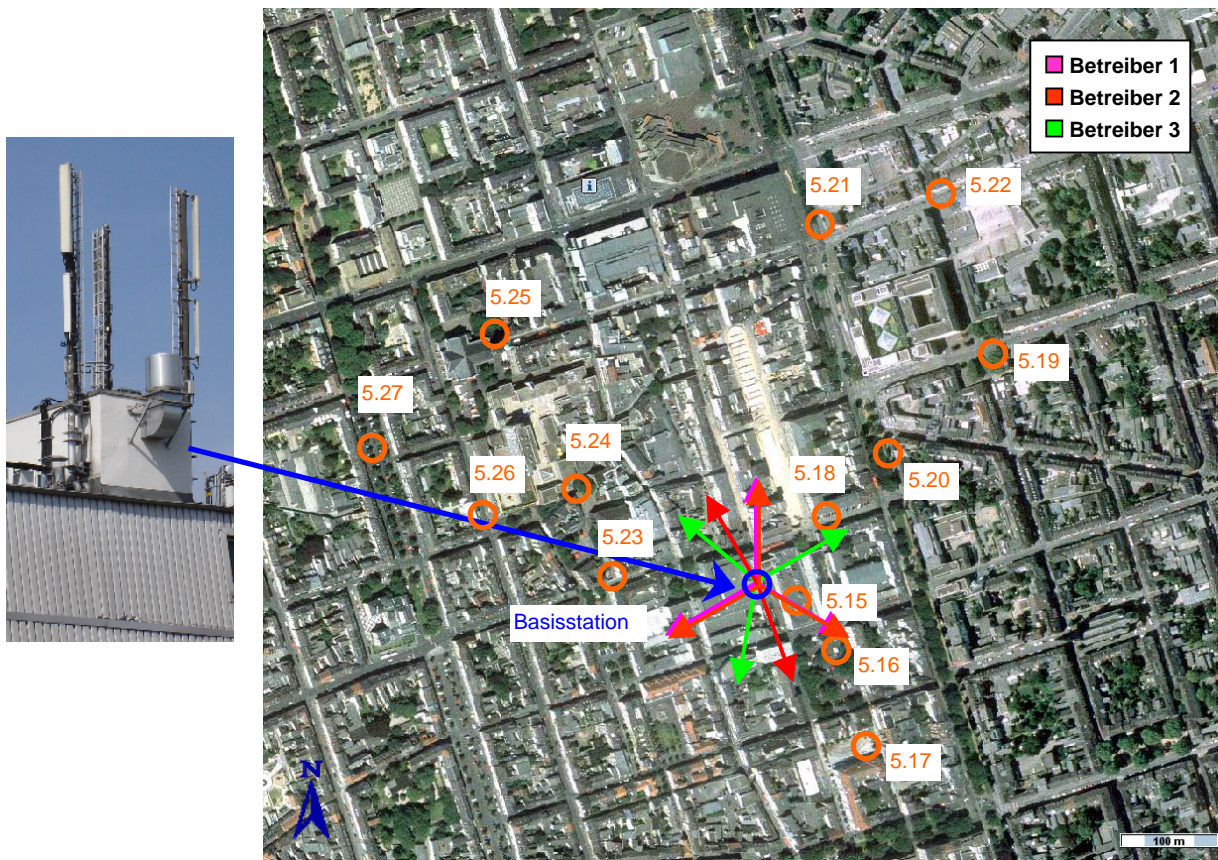 Betreiber 1
Betreiber 2
Betreiber 3
5.21
5.22
5.25
5.19
5.27
5.24
5.18
5.26
5.20
5.23
5.15
Basisstation
5.16
5.17
N
i
100 m